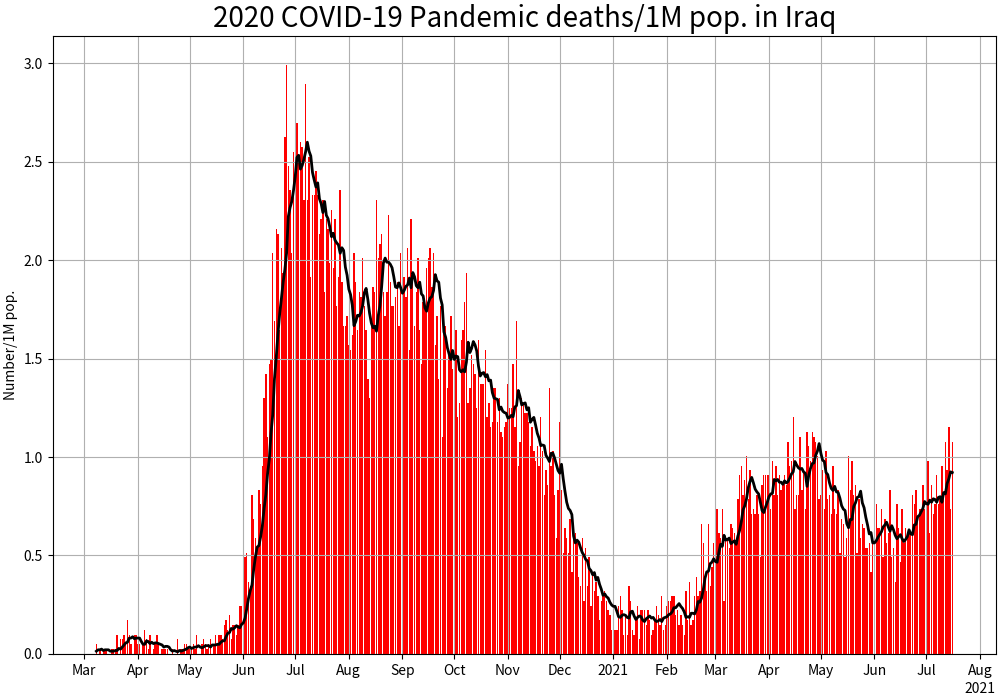 2020 COVID-19 Pandemic deaths/1M pop. in Iraq
Number/1M pop.
3.0
2.5
2.0
1.5
1.0
0.5
0.0
Mar Apr May Jun Jul Aug Sep Oct Nov Dec 2021 Feb Mar Apr May Jun Jul Aug
2021